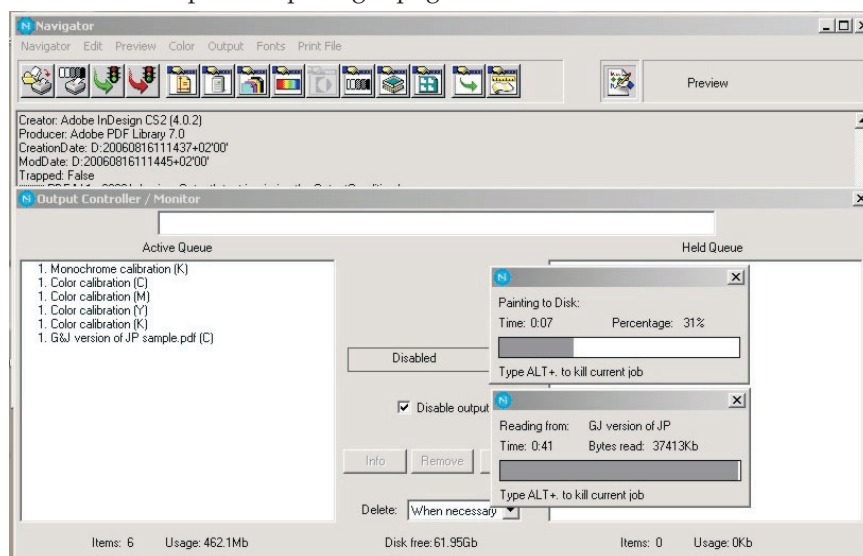 Navigator
Navigator Edit Preview Color Output Fonts Print File
Preview
Creator: Adobe InDesign CS2 (4.0.2)
Producer: Adobe PDF Library 7.0
CreationDate: D:20060816111437+02'00'
ModDate: D:20060816111445+02'00'
Trapped: False
Output Controller / Monitor
Active Queue
Held Queue
1. Monochrome calibration (K)
1. Color calibration (C)
1. Color calibration (M)
1. Color calibration (Y)
1. Color calibration (K)
1. G&J version of JP sample.pdf (C)
Disabled
Disable output
Info Remove
Delete: When necessary
Painting to Disk:
Time: 0:07 Percentage: 31%
Type ALT+. to kill current job
Reading from: GJ version of JP
Time: 0:41 Bytes read: 37413Kb
Type ALT+. to kill current job
Items: 6 Usage: 462.1Mb
Disk free: 61.95Gb
Items: 0 Usage: 0Kb